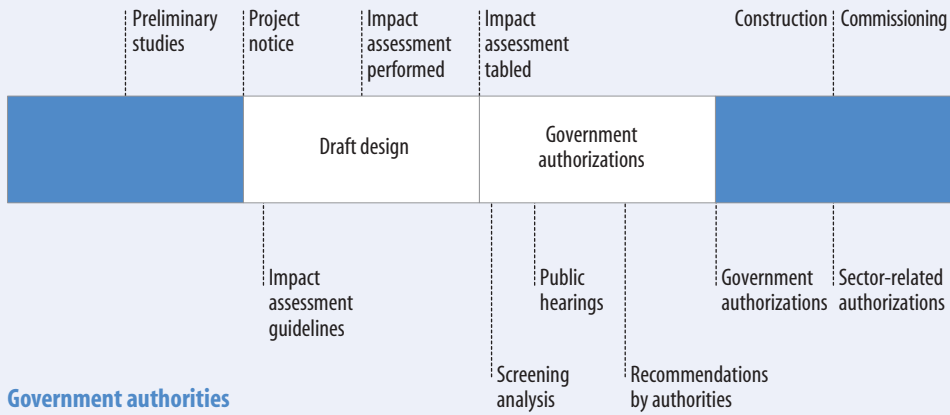 Preliminary
studies
Project
notice
Impact
assessment
performed
Impact
assessment
tabled
Construction
Commissioning
Draft design
Government
authorizations
Impact
assessment
guidelines
Public
hearings
Government
authorizations
Sector-related
authorizations
Screening
analysis
Recommendations
by authorities
Government authorities